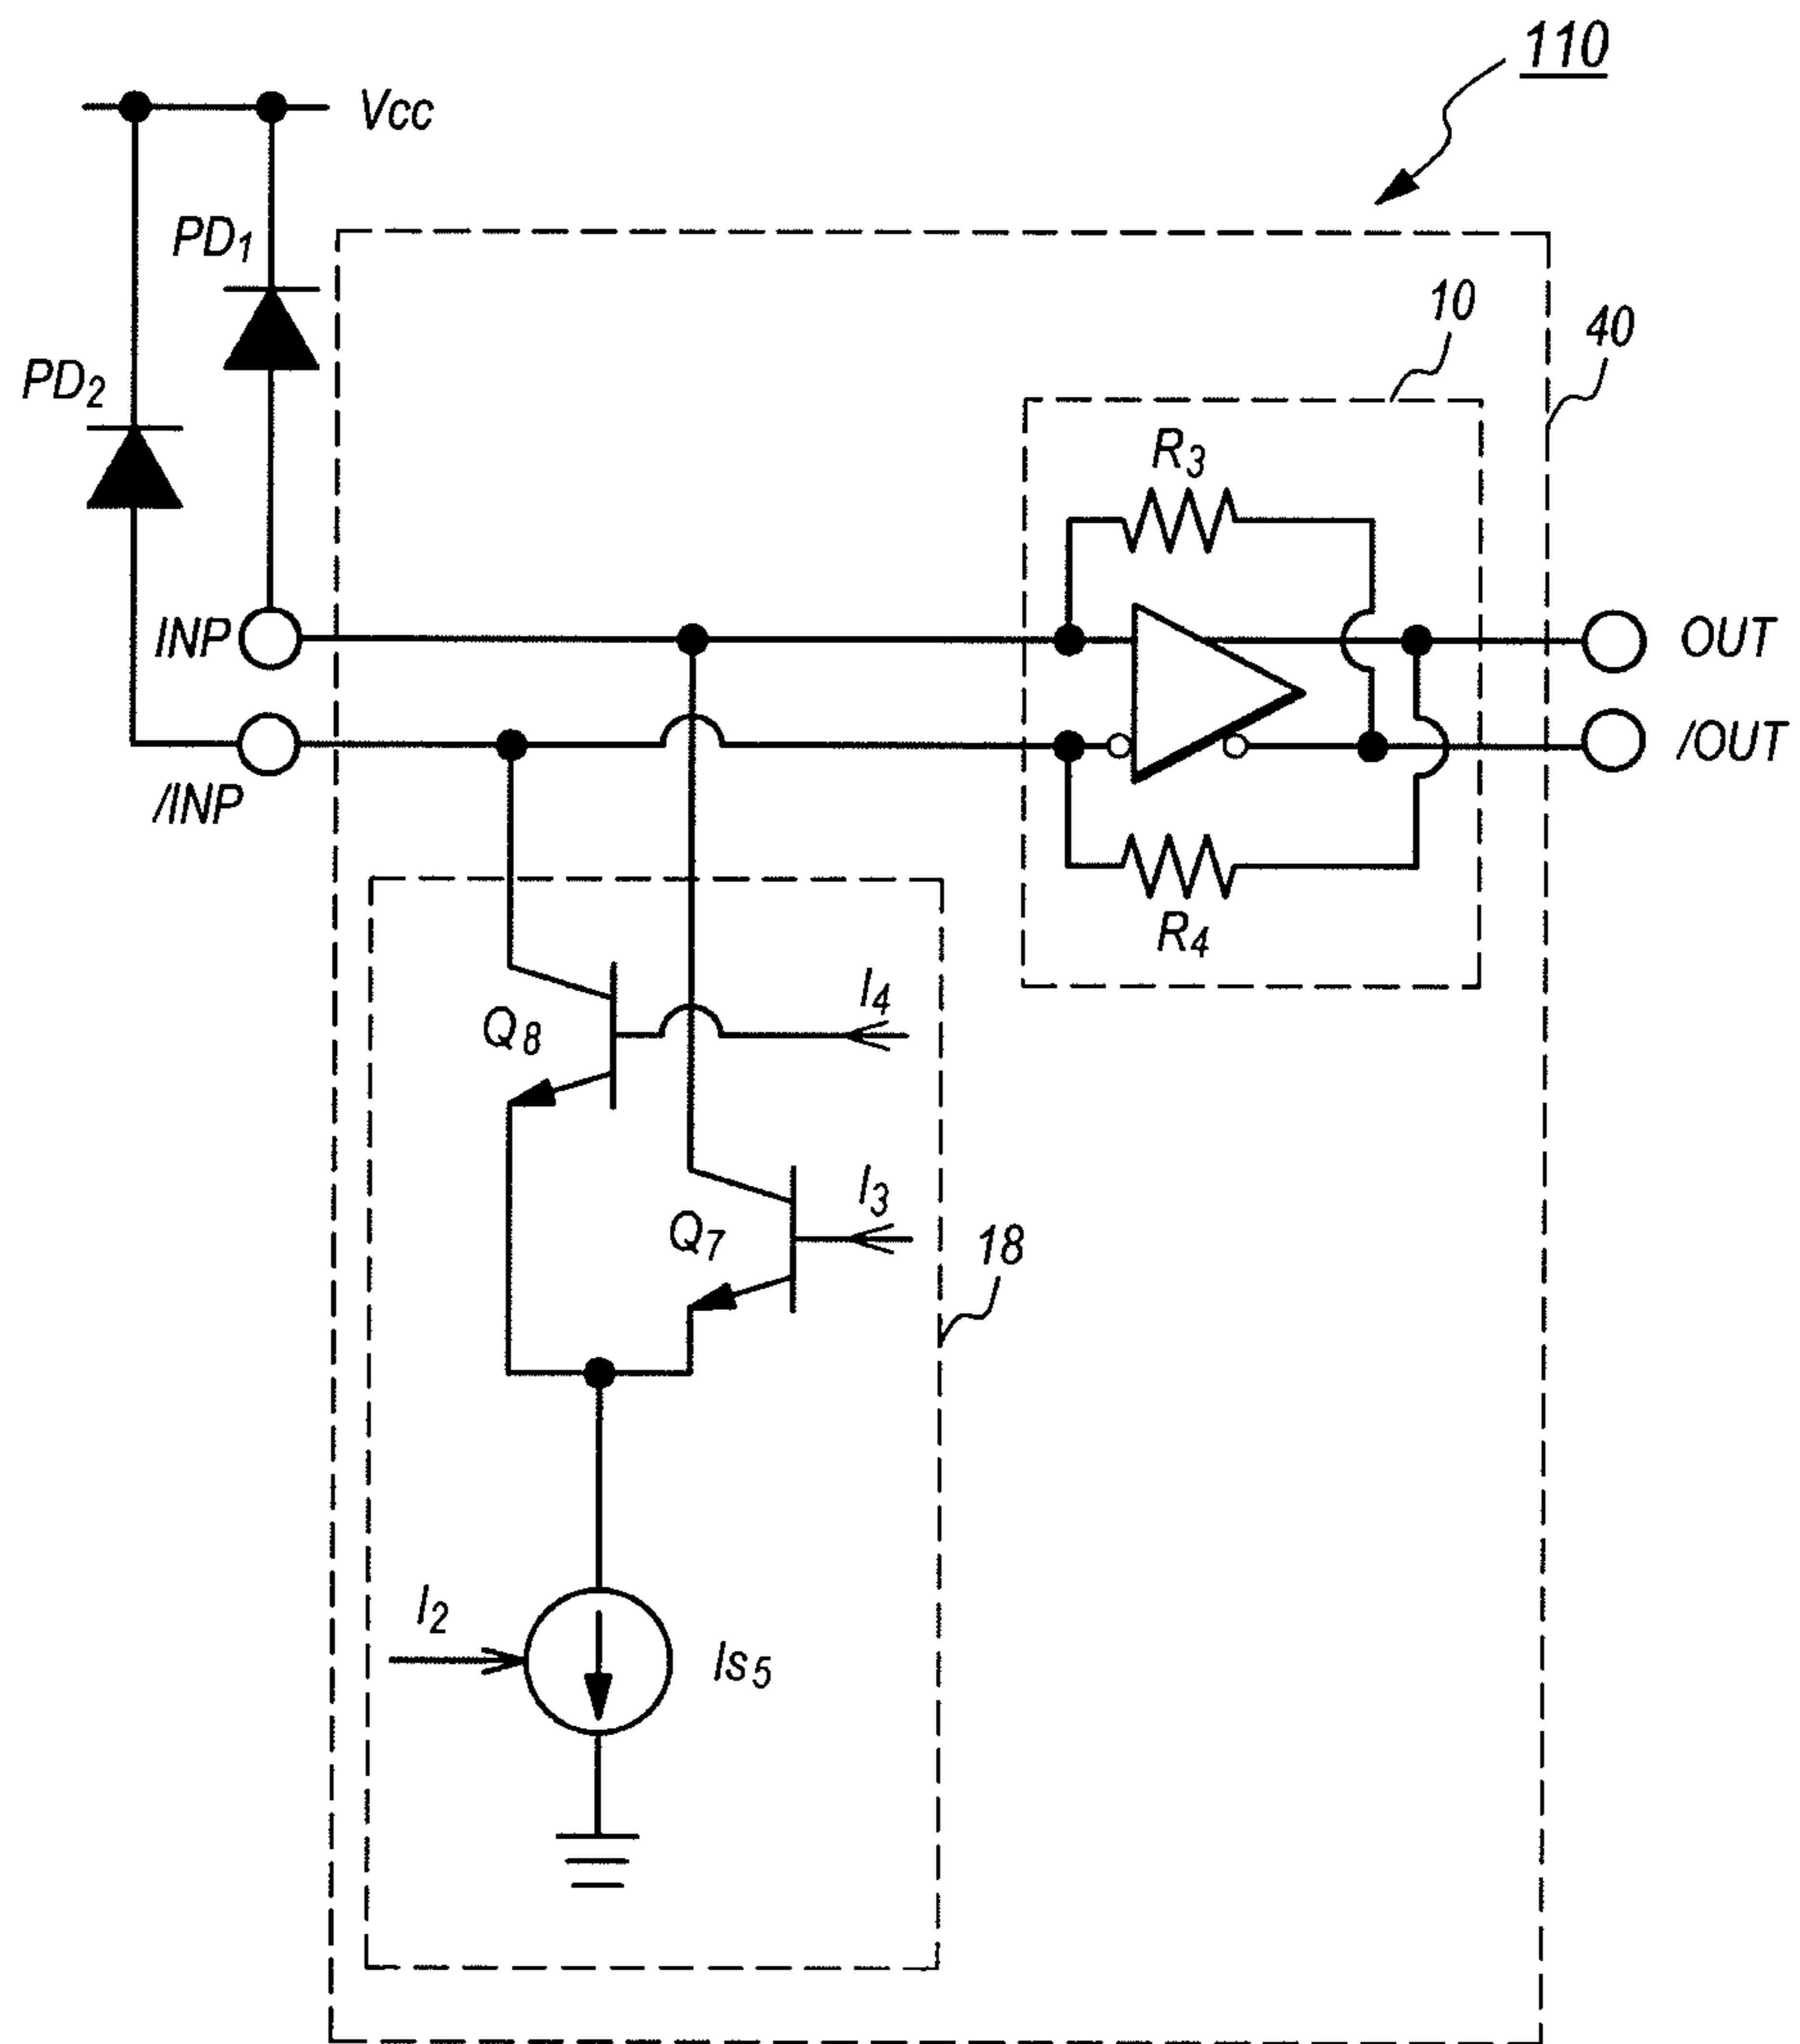 110
Vcc
PD1
10
40
PD2
R3
INP
OUT
/OUT
/INP
R4
I4
Q8
I3
Q7
18
I2
Is5